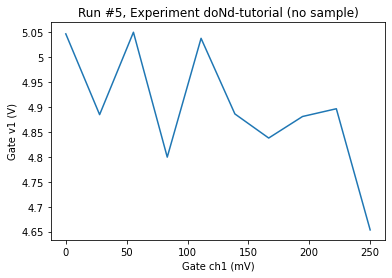 Run #5, Experiment doNd-tutorial (no sample)
5.05
5
4.95
4.9
4.85
4.8
4.75
4.7
4.65
Gate v1 (V)
0 50 100 150 200 250
Gate ch1 (mV)